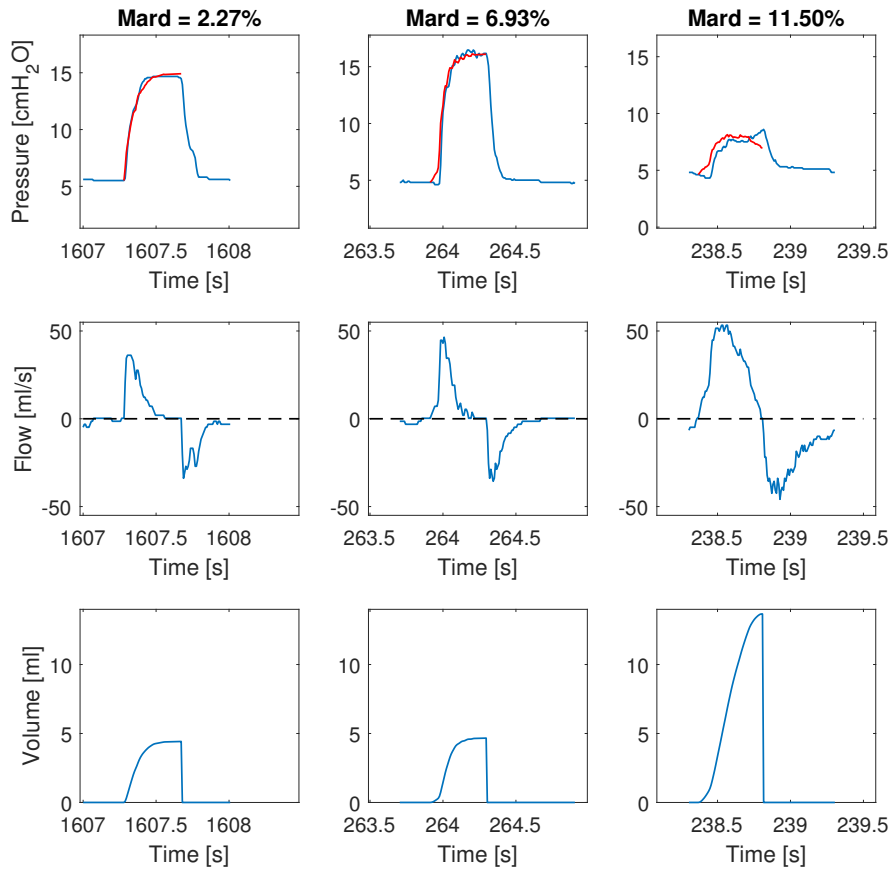 Mard = 2.27% Mard = 6.93% Mard = 11.50%
Pressure [cmH2O]
15
10
5
1607 1607.5 1608
Time [s]
15
10
5
263.5 264 264.5
Time [s]
15
10
5
0
238.5 239 239.5
Time [s]
Flow [ml/s]
50
0
-50
1607 1607.5 1608
Time [s]
50
0
-50
263.5 264 264.5
Time [s]
50
0
-50
238.5 239 239.5
Time [s]
Volume [ml]
10
5
0
1607 1607.5 1608
Time [s]
10
5
0
263.5 264 264.5
Time [s]
10
5
0
238.5 239 239.5
Time [s]